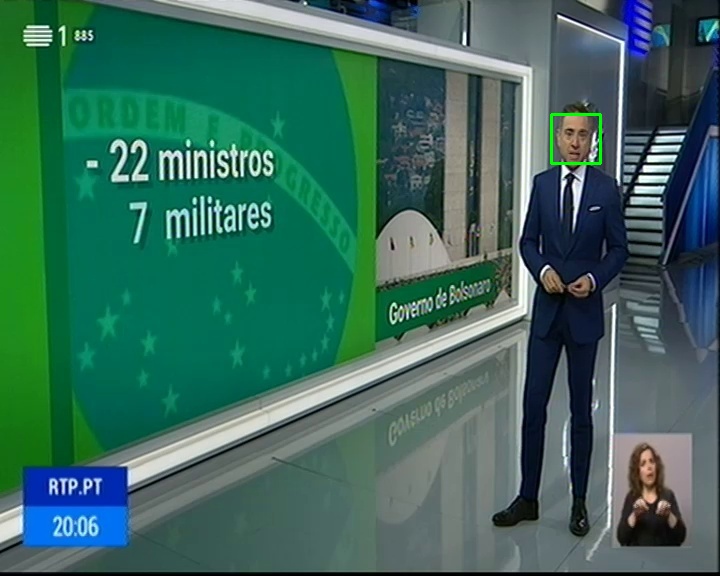 1 885
ORDEM E PROGRESSO
- 22 ministros
7 militares
Governo de Bolsonaro
RTP.PT
20:06